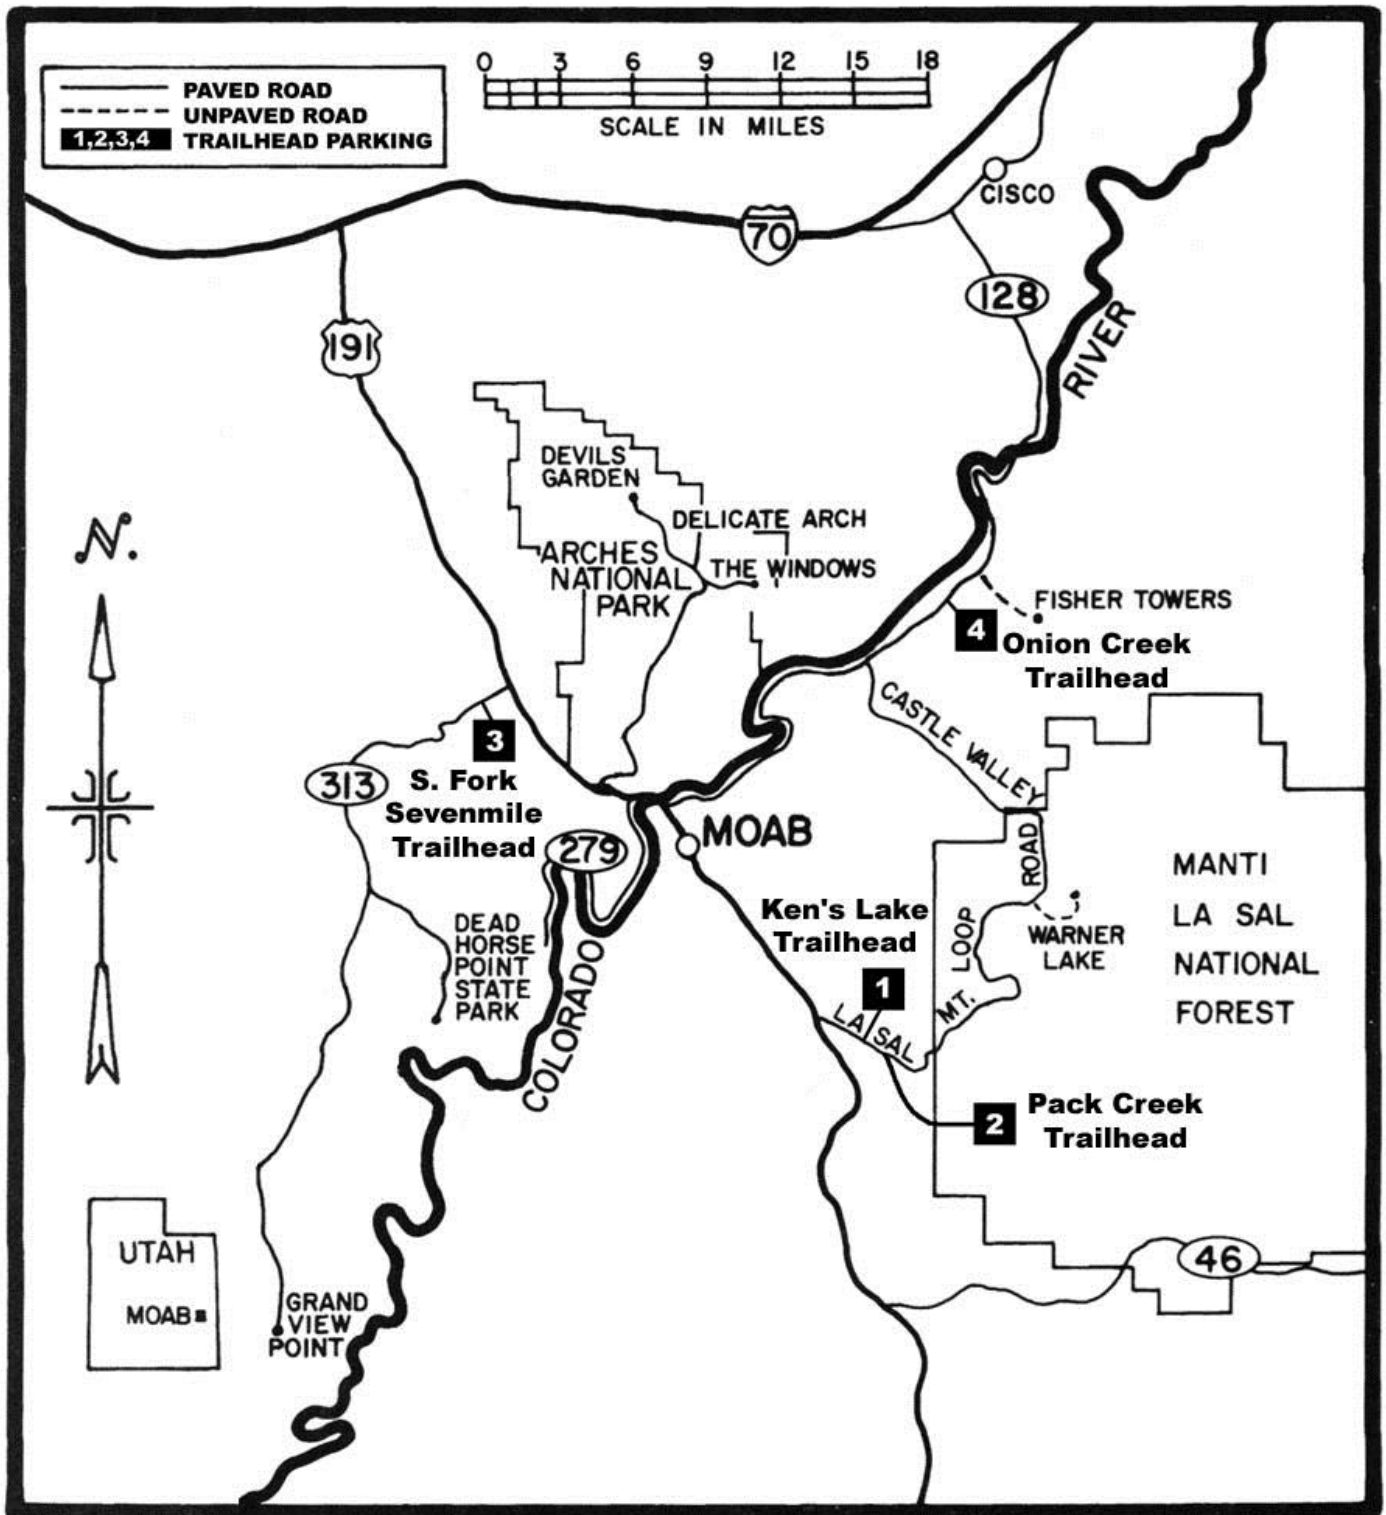 0 3 6 9 12 15 18
SCALE IN MILES
PAVED ROAD
UNPAVED ROAD
1,2,3,4 TRAILHEAD PARKING
CISCO
70
128
191
RIVER
DEVILS
GARDEN
DELICATE ARCH
ARCHES
NATIONAL
PARK
THE WINDOWS
N.
FISHER TOWERS
4
Onion Creek
Trailhead
CASTLE VALLEY
3
S. Fork
Sevenmile
Trailhead
313
279
MOAB
ROAD
MANTI
LA SAL
NATIONAL
FOREST
Ken's Lake
Trailhead
1
LOOP
WARNER
LAKE
DEAD
HORSE
POINT
STATE
PARK
COLORADO
LA SAL
MT.
2
Pack Creek
Trailhead
UTAH
MOAB
46
GRAND
VIEW
POINT